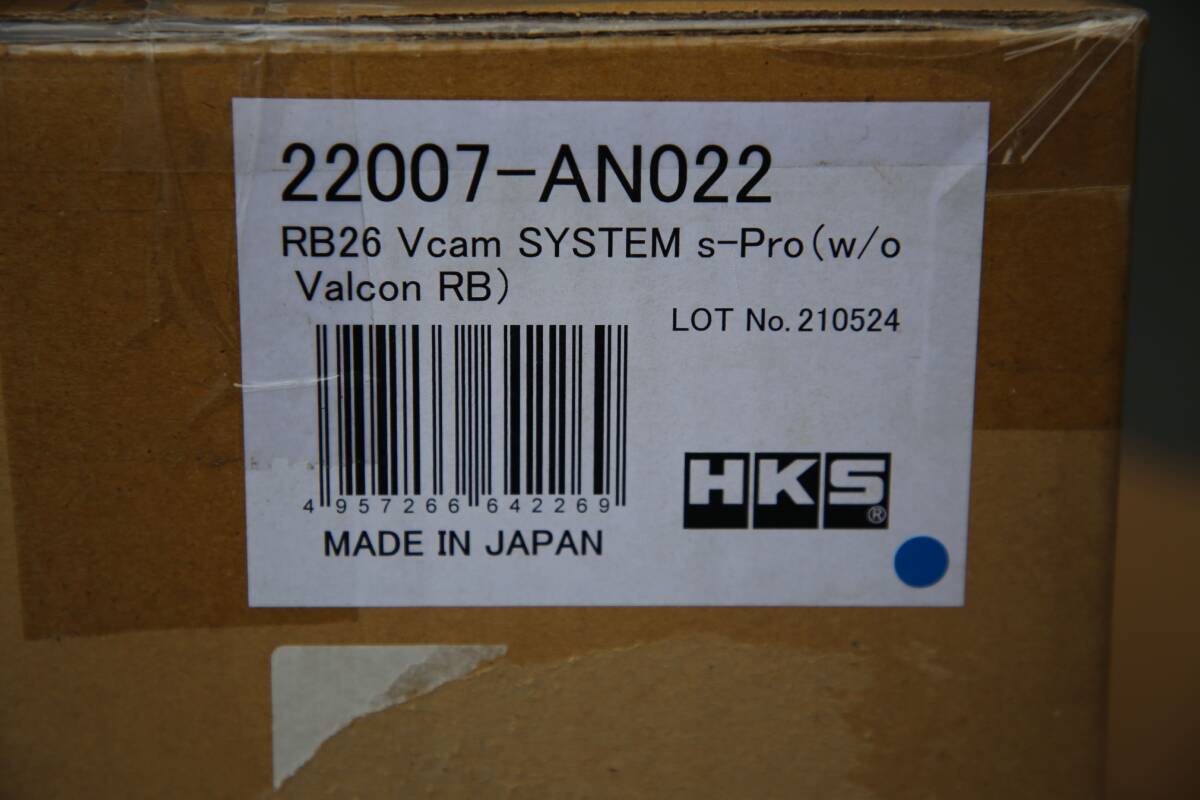 22007-AN022
RB26 Vcam SYSTEM s-Pro(w/o
Valcon RB)
LOT No. 210524
4 957266 642269
HKS®
MADE IN JAPAN